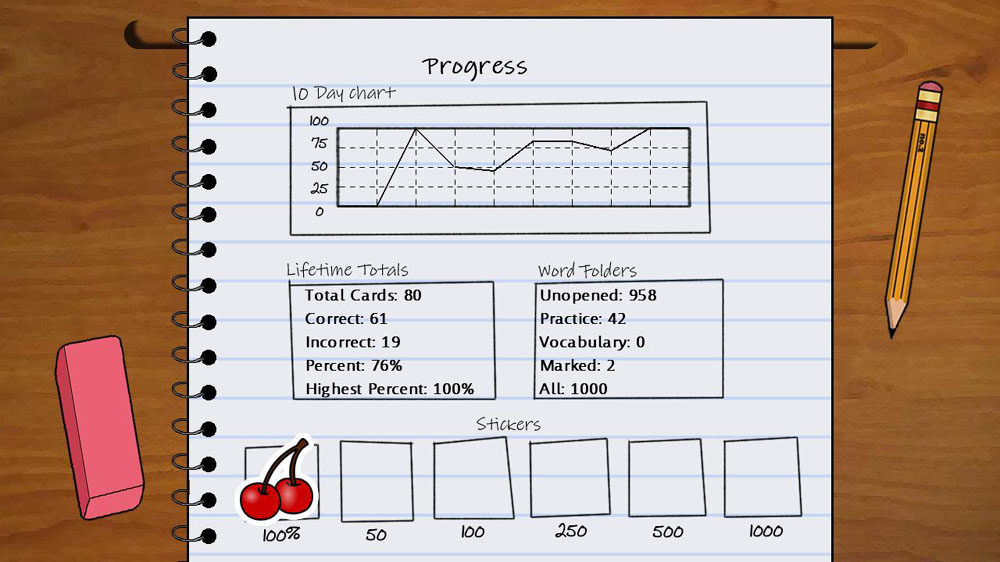 Progress
10 Day chart
100
75
50
25
0
Lifetime Totals
Total Cards: 80
Correct: 61
Incorrect: 19
Percent: 76%
Highest Percent: 100%
Word Folders
Unopened: 958
Practice: 42
Vocabulary: 0
Marked: 2
All: 1000
Stickers
100% 50 100 250 500 1000
no.2